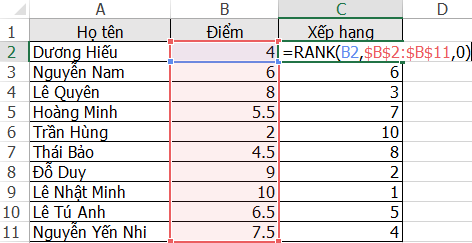 A B C D
1 Họ tên Điểm Xếp hạng
2 Dương Hiếu 4 =RANK(B2,$B$2:$B$11,0)
3 Nguyễn Nam 6 6
4 Lê Quyên 8 3
5 Hoàng Minh 5.5 7
6 Trần Hùng 2 10
7 Thái Bảo 4.5 8
8 Đỗ Duy 9 2
9 Lê Nhật Minh 10 1
10 Lê Tú Anh 6.5 5
11 Nguyễn Yến Nhi 7.5 4